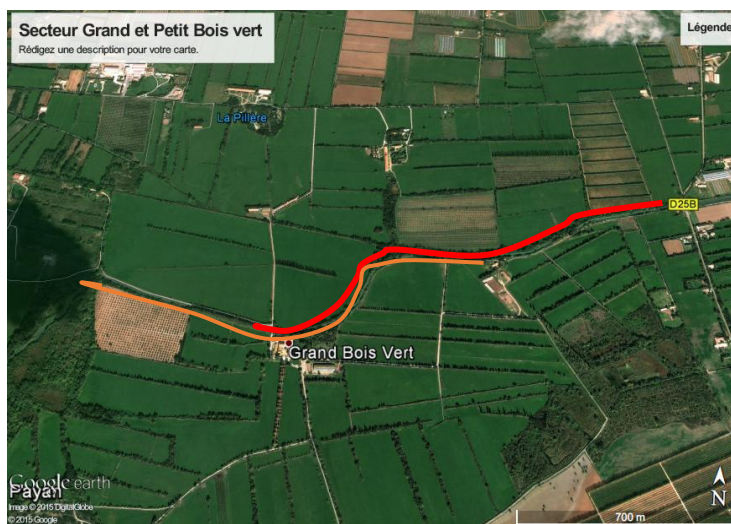 Secteur Grand et Petit Bois vert
Rédigez une description pour votre carte.
Légende
La Pillère
D25B
Grand Bois Vert
Google earth
Payan
Image © 2015 DigitalGlobe
© 2015 Google
700 m
N